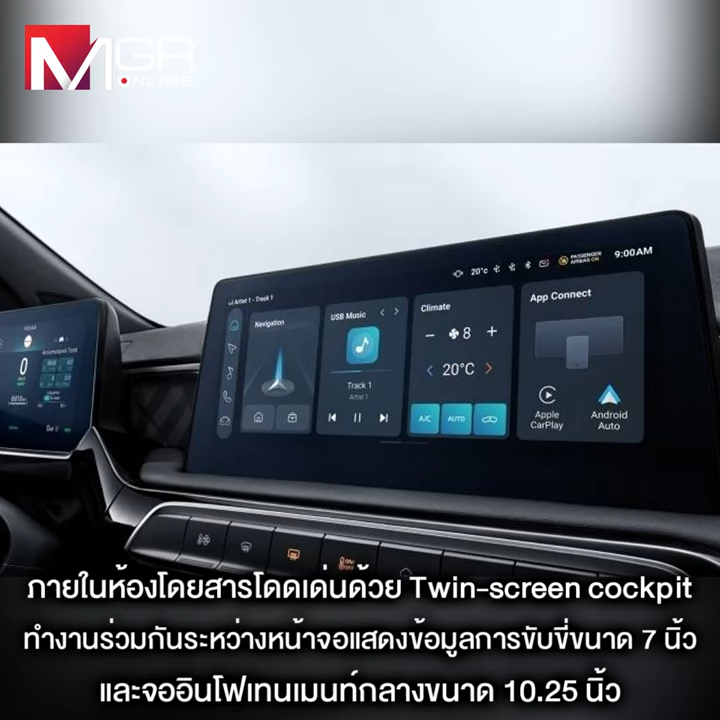 MGR
ONLINE
Artist 1 - Track 1
20°c
PASSENGER
AIRBAG ON
9:00AM
Navigation
USB Music
Track 1
Artist 1
Climate
8
20°C
A/C
AUTO
App Connect
Apple
CarPlay
Android
Auto
0
ภายในห้องโดยสารโดดเด่นด้วย Twin-screen cockpit
ทำงานร่วมกันระหว่างหน้าจอแสดงข้อมูลการขับขี่ขนาด 7 นิ้ว
และจออินโฟเทนเมนท์กลางขนาด 10.25 นิ้ว